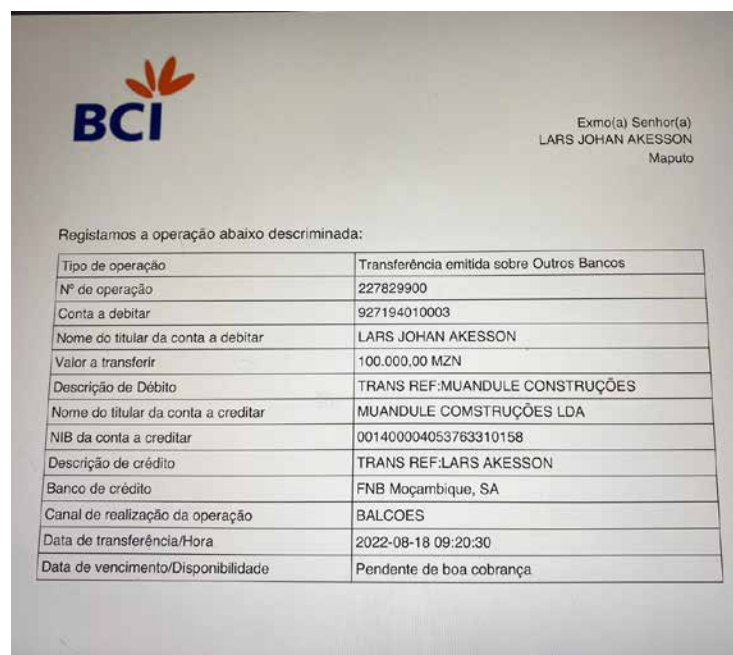 BCI
Exmo(a) Senhor(a)
LARS JOHAN AKESSON
Maputo
Registamos a operação abaixo descriminada:
Tipo de operação Transferência emitida sobre Outros Bancos
Nº de operação 227829900
Conta a debitar 927194010003
Nome do titular da conta a debitar LARS JOHAN AKESSON
Valor a transferir 100.000,00 MZN
Descrição de Débito TRANS REF:MUANDULE CONSTRUÇÕES
Nome do titular da conta a creditar MUANDULE COMSTRUÇÕES LDA
NIB da conta a creditar 001400004053763310158
Descrição de crédito TRANS REF:LARS AKESSON
Banco de crédito FNB Moçambique, SA
Canal de realização da operação BALCOES
Data de transferência/Hora 2022-08-18 09:20:30
Data de vencimento/Disponibilidade Pendente de boa cobrança